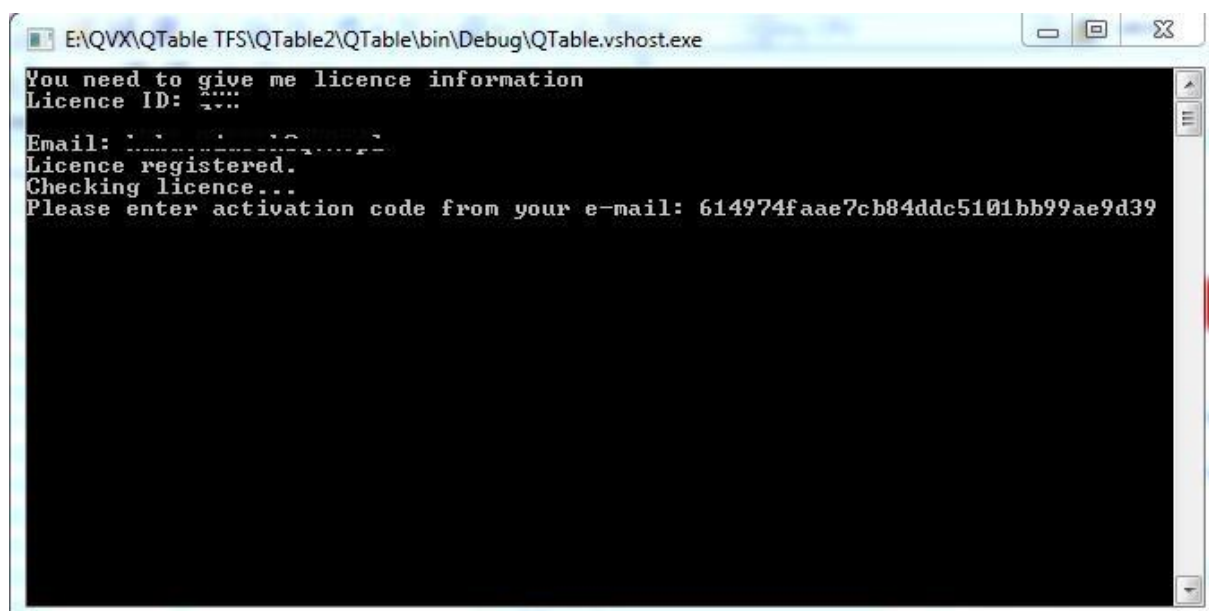 E:\QVX\QTable TFS\QTable2\QTable\bin\Debug\QTable.vshost.exe
You need to give me licence information
Licence ID:
Email:
Licence registered.
Checking licence...
Please enter activation code from your e-mail: 614974faae7cb84ddc5101bb99ae9d39